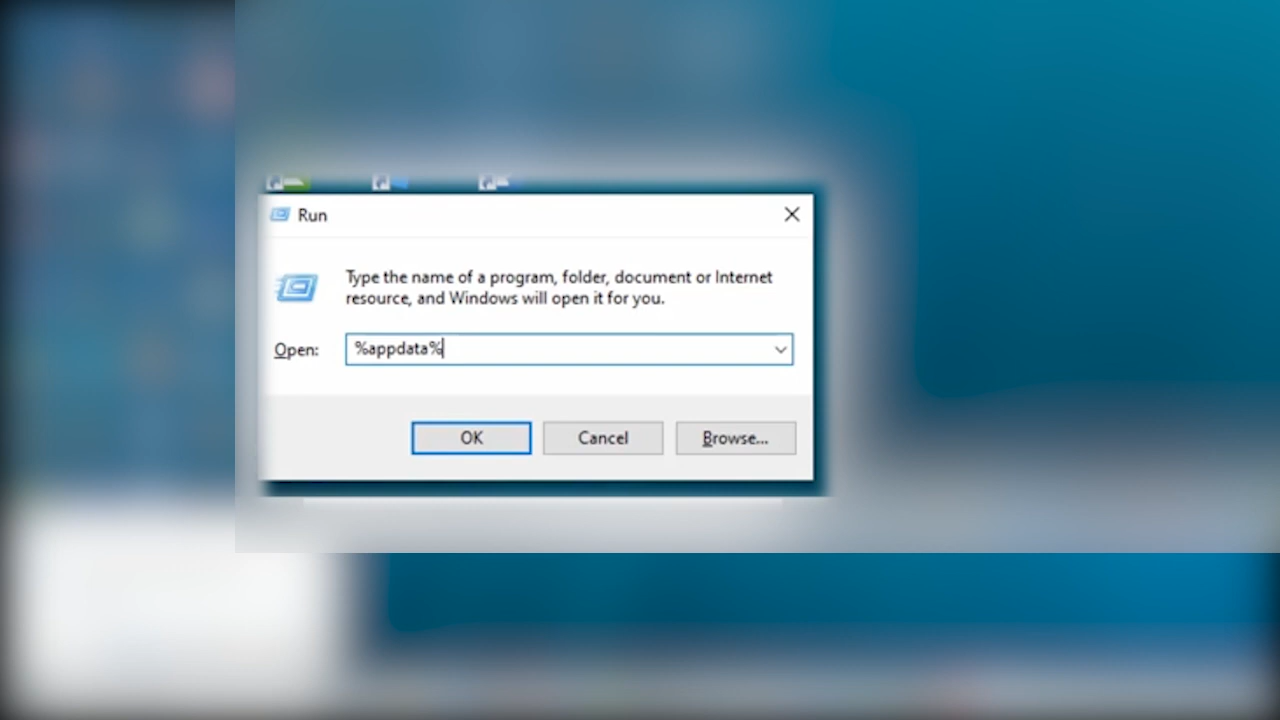 Run
Type the name of a program, folder, document or Internet
resource, and Windows will open it for you.
Open:
%appdata%
OK
Cancel
Browse...